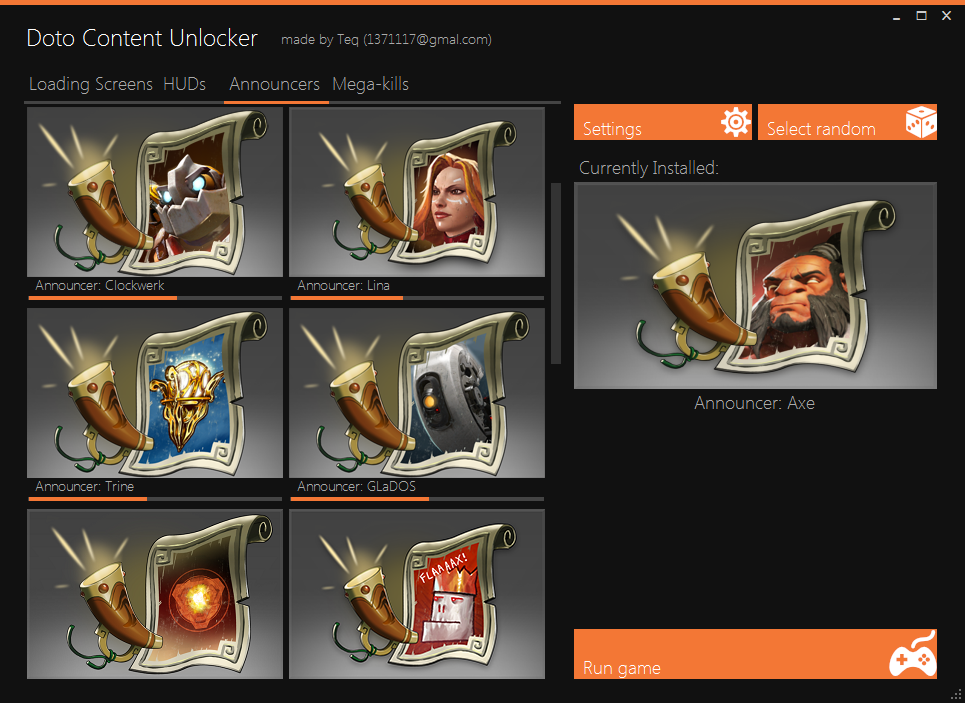 Doto Content Unlocker made by Teq (1371117@gmal.com)
Loading Screens HUDs Announcers Mega-kills
Settings
Select random
Currently Installed:
Announcer: Clockwerk
Announcer: Lina
Announcer: Axe
Announcer: Trine
Announcer: GLaDOS
FLAAAAX!
Run game